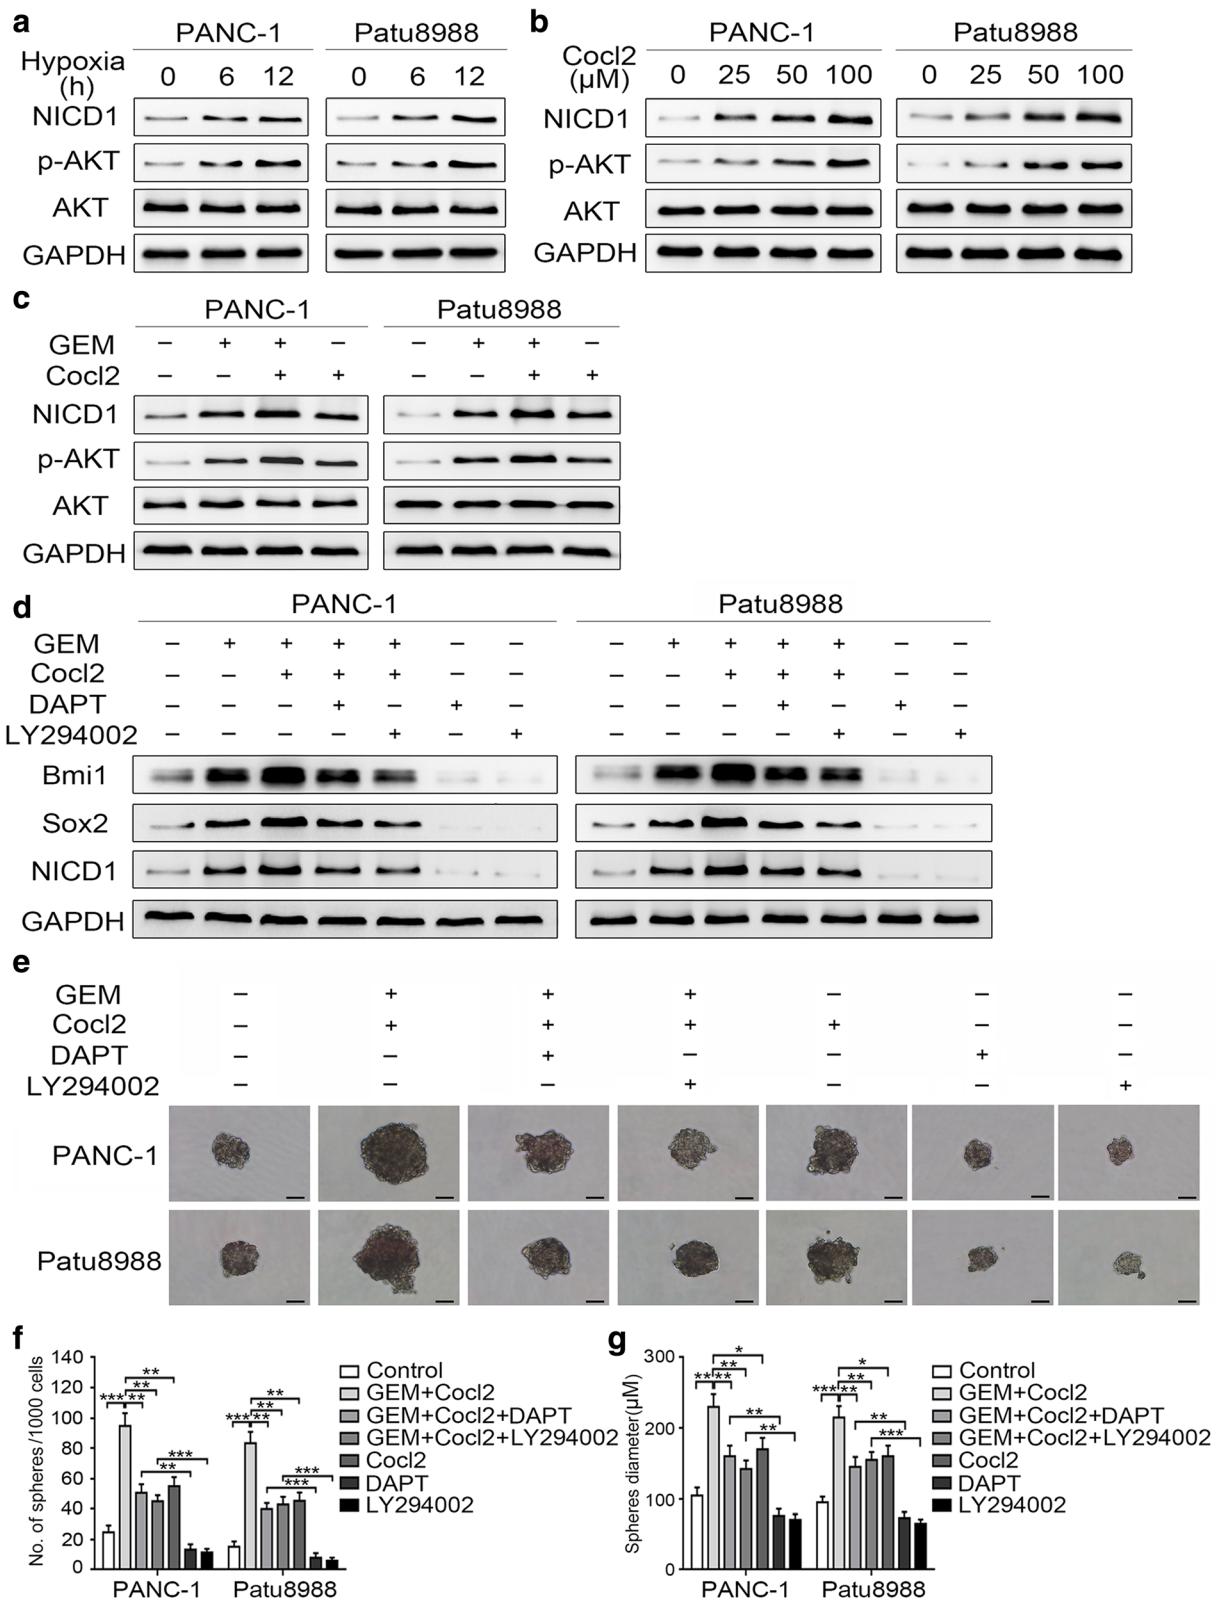 a
PANC-1 Patu8988
Hypoxia (h) 0 6 12 0 6 12
NICD1
p-AKT
AKT
GAPDH
b
PANC-1 Patu8988
Cocl2 (μM) 0 25 50 100 0 25 50 100
NICD1
p-AKT
AKT
GAPDH
c
PANC-1 Patu8988
GEM − + + − − + + −
Cocl2 − − + + − − + +
NICD1
p-AKT
AKT
GAPDH
d
PANC-1 Patu8988
GEM − + + + + − − − + + + + − −
Cocl2 − − + + + − − − − + + + − −
DAPT − − − + − + − − − − + − + −
LY294002 − − − − + − + − − − − + − +
Bmi1
Sox2
NICD1
GAPDH
e
GEM − + + + − − −
Cocl2 − + + + + − −
DAPT − − + − − + −
LY294002 − − − + − − +
PANC-1
Patu8988
f
No. of spheres/1000 cells
140
120
100
80
60
40
20
0
** ** *** ** *** **
** ** *** ** *** ***
PANC-1 Patu8988
Control
GEM+Cocl2
GEM+Cocl2+DAPT
GEM+Cocl2+LY294002
Cocl2
DAPT
LY294002
g
Spheres diameter(μM)
300
200
100
0
* ** ** ** ** **
* ** *** ** ** ***
PANC-1 Patu8988
Control
GEM+Cocl2
GEM+Cocl2+DAPT
GEM+Cocl2+LY294002
Cocl2
DAPT
LY294002